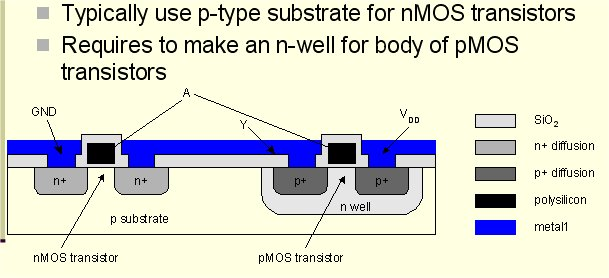 Typically use p-type substrate for nMOS transistors
Requires to make an n-well for body of pMOS
transistors
A
GND
Y
VDD
SiO2
n+ diffusion
p+ diffusion
polysilicon
metal1
n+
n+
p+
p+
n well
p substrate
nMOS transistor
pMOS transistor